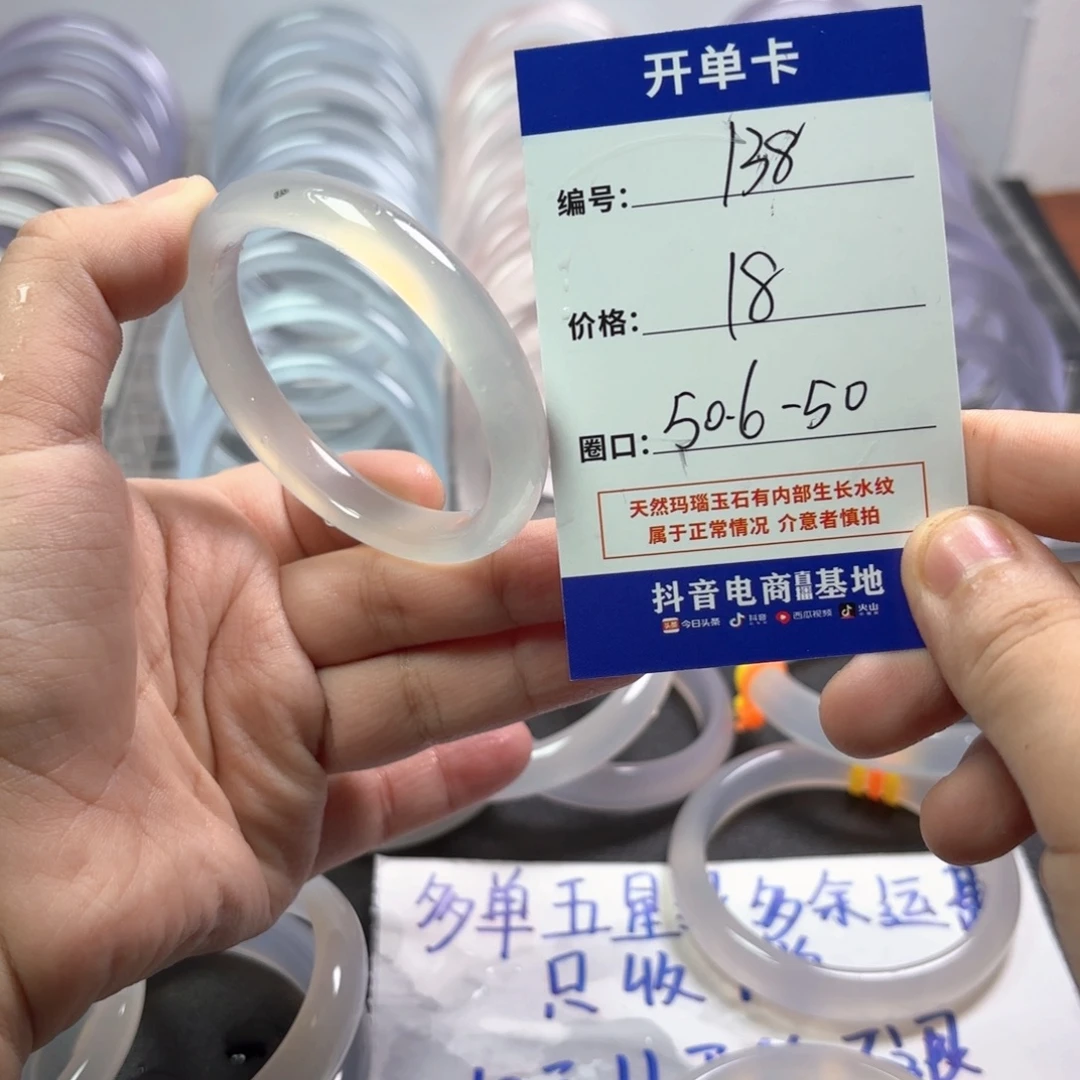 开单卡
编号: 138
价格: 18
圈口: 50.6-50
天然玛瑙玉石有内部生长水纹
属于正常情况 介意者慎拍
抖音电商直播基地
今日头条 抖音 西瓜视频 火山
多单五星 多余运
只收